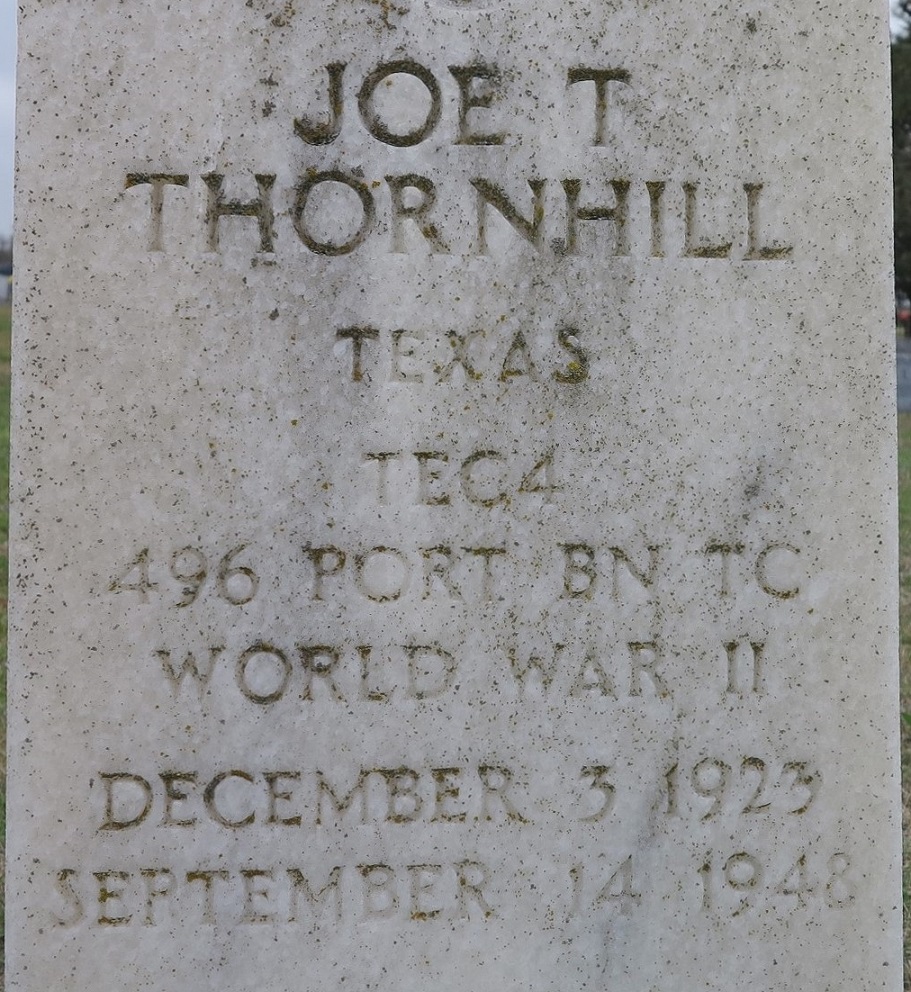 JOE T
THORNHILL
TEXAS
TEC4
496 PORT BN TC
WORLD WAR II
DECEMBER 3 1923
SEPTEMBER 14 1948